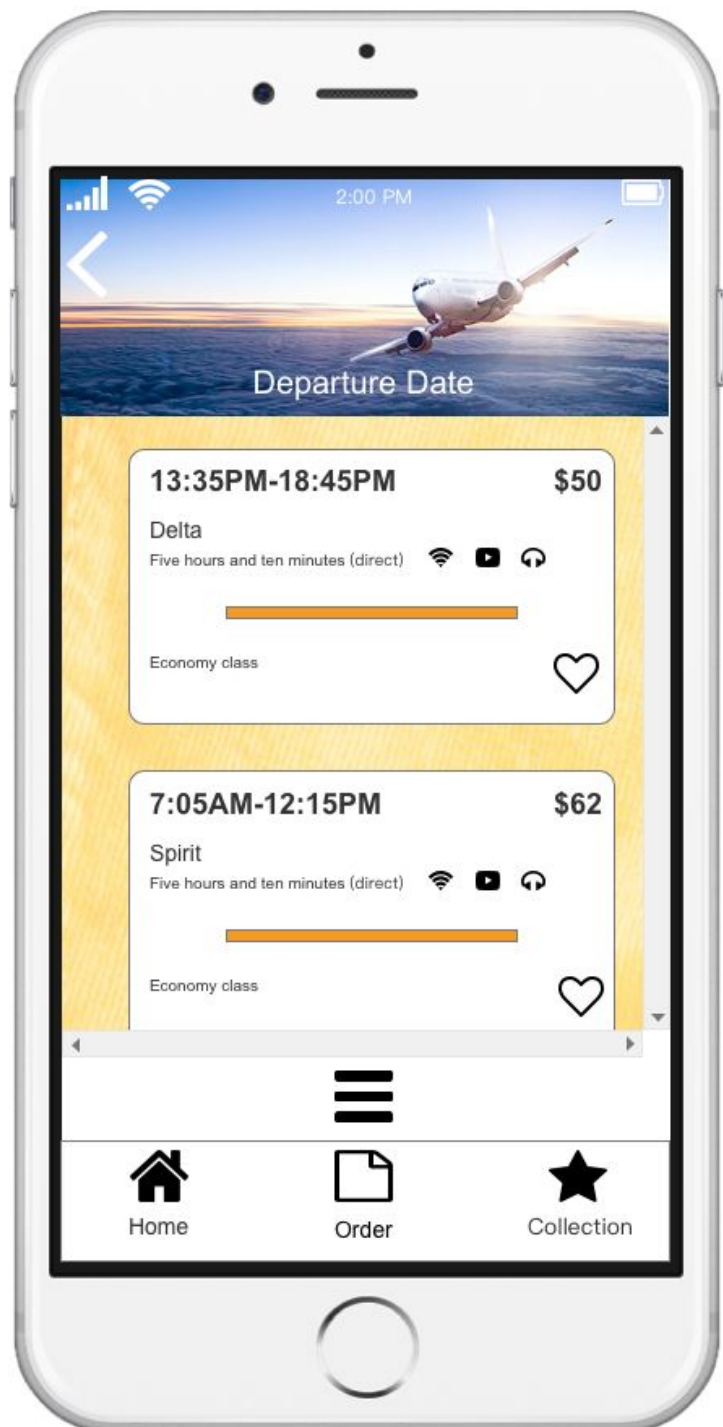 2:00 PM
Departure Date
13:35PM-18:45PM $50
Delta
Five hours and ten minutes (direct)
Economy class
7:05AM-12:15PM $62
Spirit
Five hours and ten minutes (direct)
Economy class
Home Order Collection